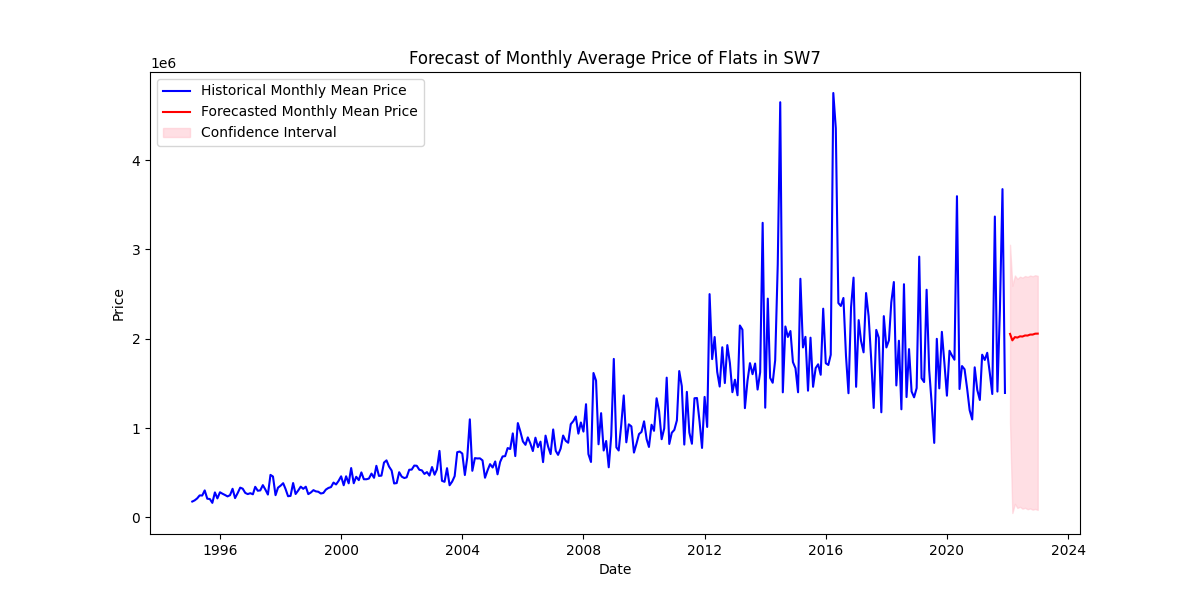 Forecast of Monthly Average Price of Flats in SW7
1e6
Historical Monthly Mean Price
Forecasted Monthly Mean Price
Confidence Interval
4
3
2
1
0
Price
1996 2000 2004 2008 2012 2016 2020 2024
Date